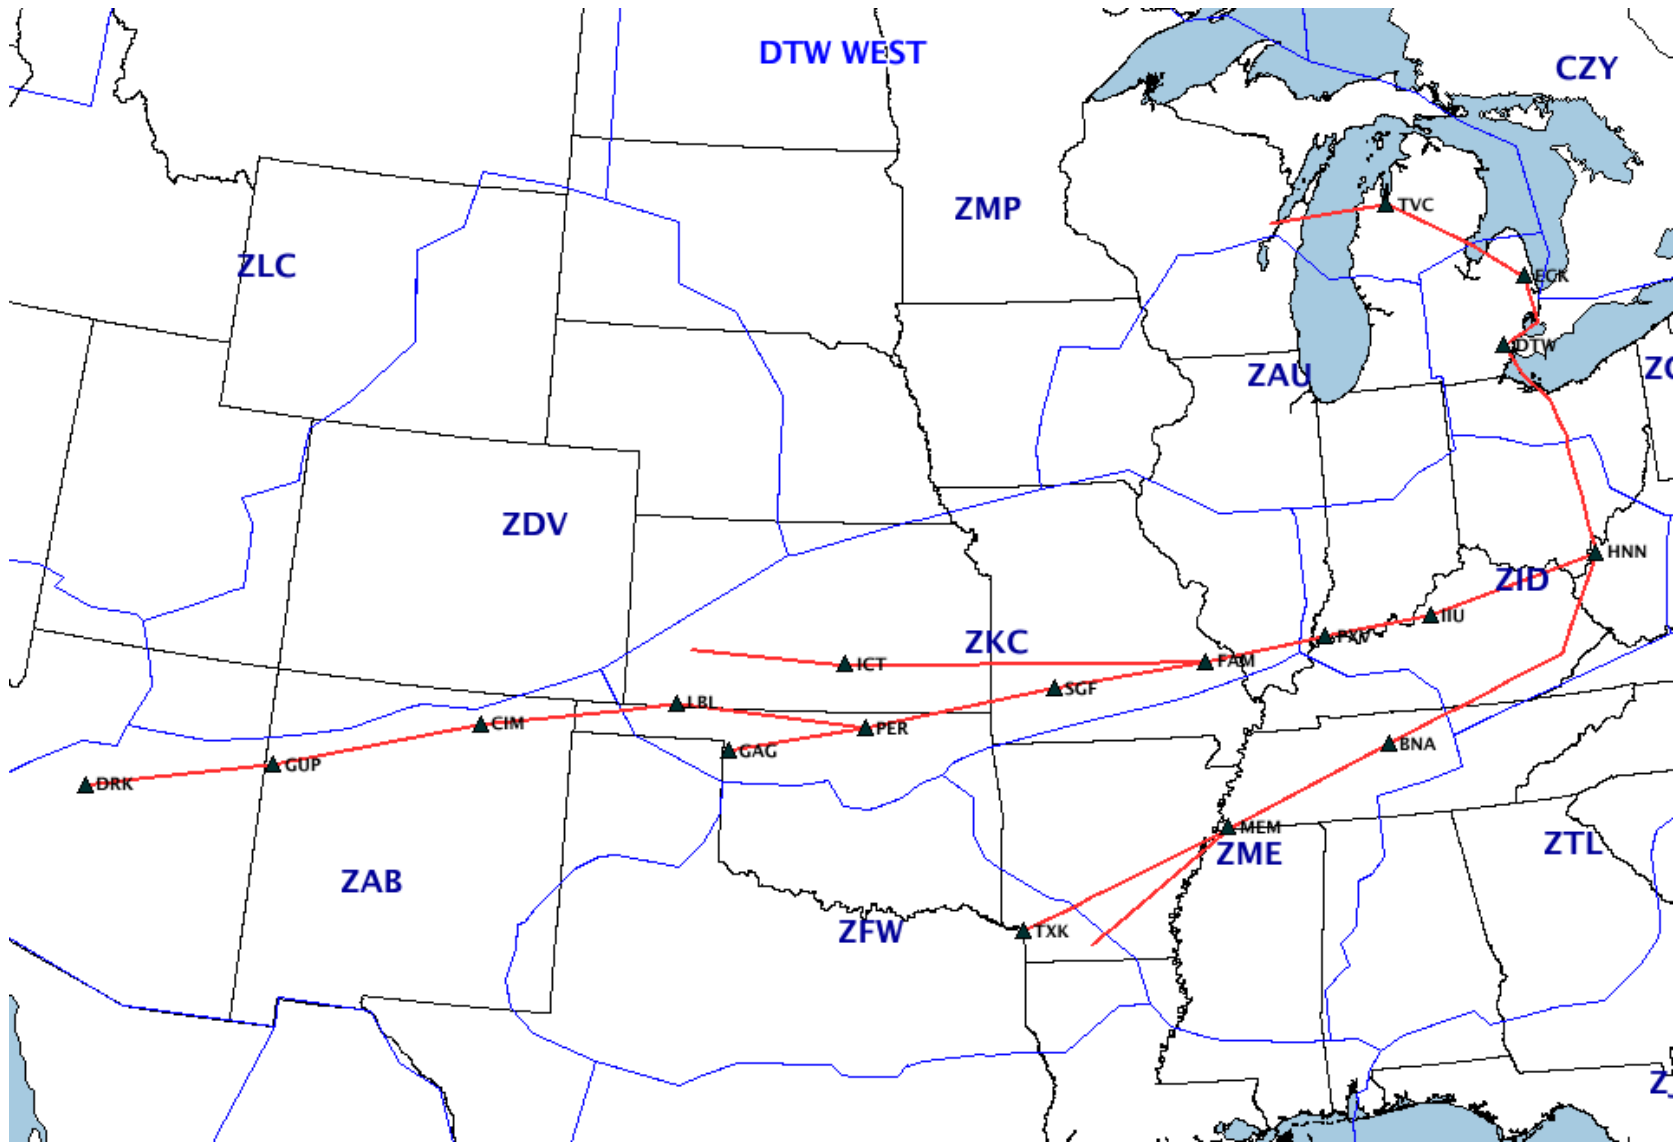 DTW WEST
CZY
TVC
ZMP
ZLC
ECK
DTW
ZAU
ZDV
HNN
ZID
IIU
PXV
ZKC
FAM
ICT
SGF
LBL
CIM
PER
GAG
BNA
GUP
DRK
MEM
ZME
ZTL
ZAB
ZFW
TXK